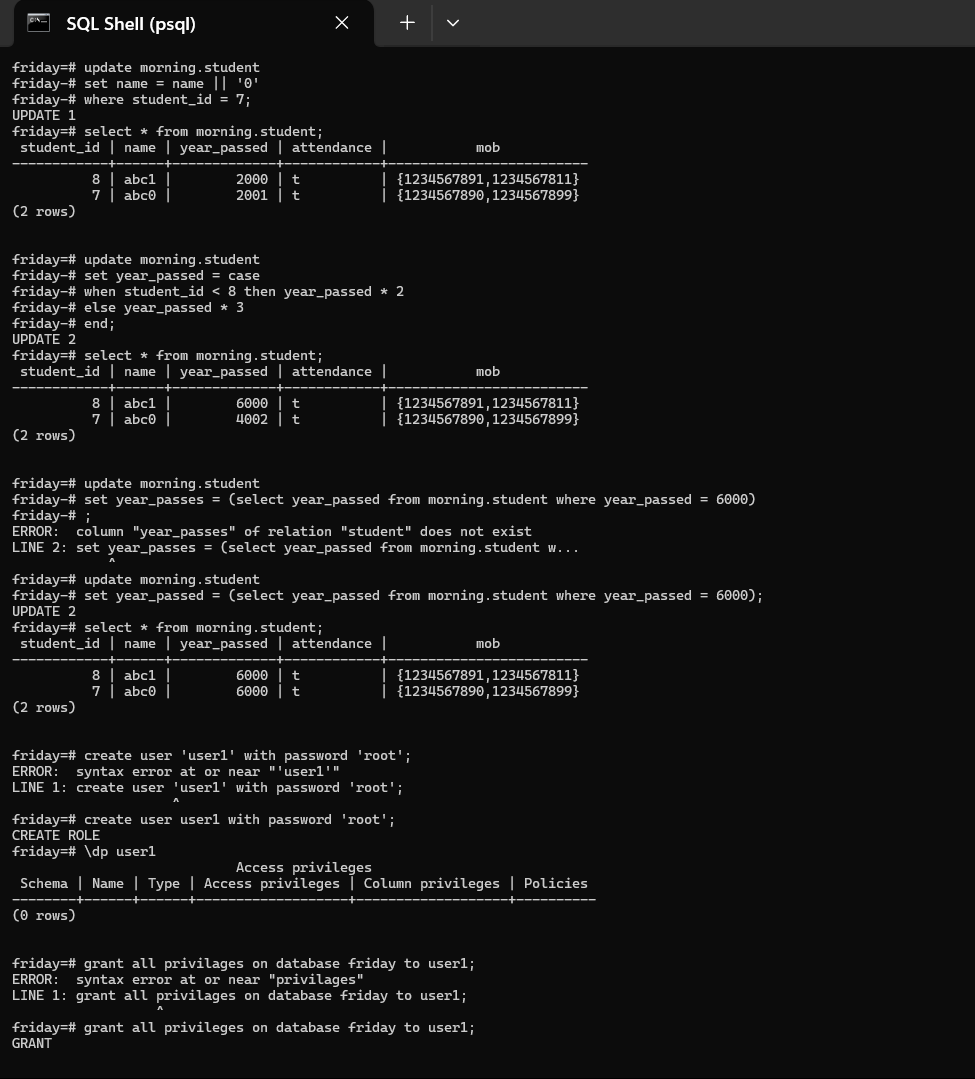 SQL Shell (psql)
friday=# update morning.student
friday-# set name = name || '0'
friday-# where student_id = 7;
UPDATE 1
friday=# select * from morning.student;
 student_id | name | year_passed | attendance |           mob
------------+------+-------------+------------+-------------------------
          8 | abc1 |        2000 | t          | {1234567891,1234567811}
          7 | abc0 |        2001 | t          | {1234567890,1234567899}
(2 rows)
friday=# update morning.student
friday-# set year_passed = case
friday-# when student_id < 8 then year_passed * 2
friday-# else year_passed * 3
friday-# end;
UPDATE 2
friday=# select * from morning.student;
 student_id | name | year_passed | attendance |           mob
------------+------+-------------+------------+-------------------------
          8 | abc1 |        6000 | t          | {1234567891,1234567811}
          7 | abc0 |        4002 | t          | {1234567890,1234567899}
(2 rows)
friday=# update morning.student
friday-# set year_passes = (select year_passed from morning.student where year_passed = 6000)
friday-# ;
ERROR:  column "year_passes" of relation "student" does not exist
LINE 2: set year_passes = (select year_passed from morning.student w...
            ^
friday=# update morning.student
friday-# set year_passed = (select year_passed from morning.student where year_passed = 6000);
UPDATE 2
friday=# select * from morning.student;
 student_id | name | year_passed | attendance |           mob
------------+------+-------------+------------+-------------------------
          8 | abc1 |        6000 | t          | {1234567891,1234567811}
          7 | abc0 |        6000 | t          | {1234567890,1234567899}
(2 rows)
friday=# create user 'user1' with password 'root';
ERROR:  syntax error at or near "'user1'"
LINE 1: create user 'user1' with password 'root';
                    ^
friday=# create user user1 with password 'root';
CREATE ROLE
friday=# \dp user1
                            Access privileges
 Schema | Name | Type | Access privileges | Column privileges | Policies
--------+------+------+-------------------+-------------------+----------
(0 rows)
friday=# grant all privilages on database friday to user1;
ERROR:  syntax error at or near "privilages"
LINE 1: grant all privilages on database friday to user1;
                  ^
friday=# grant all privileges on database friday to user1;
GRANT